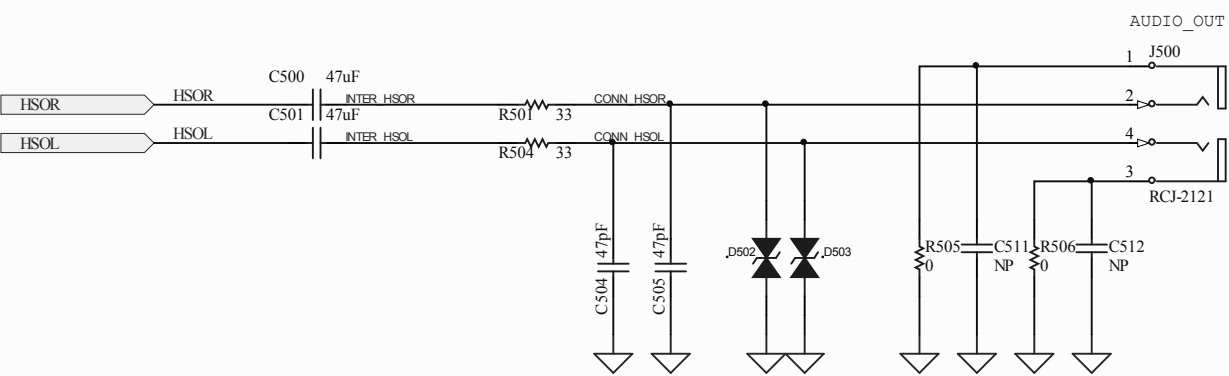 AUDIO_OUT
1 J500
C500 47uF
HSOR HSOR INTER_HSOR R501 33 CONN_HSOR 2
C501 47uF
HSOL HSOL INTER_HSOL R504 33 CONN_HSOL 4
3
RCJ-2121
C504 47pF
C505 47pF
.D502 .D503
R505 0
C511 NP
R506 0
C512 NP